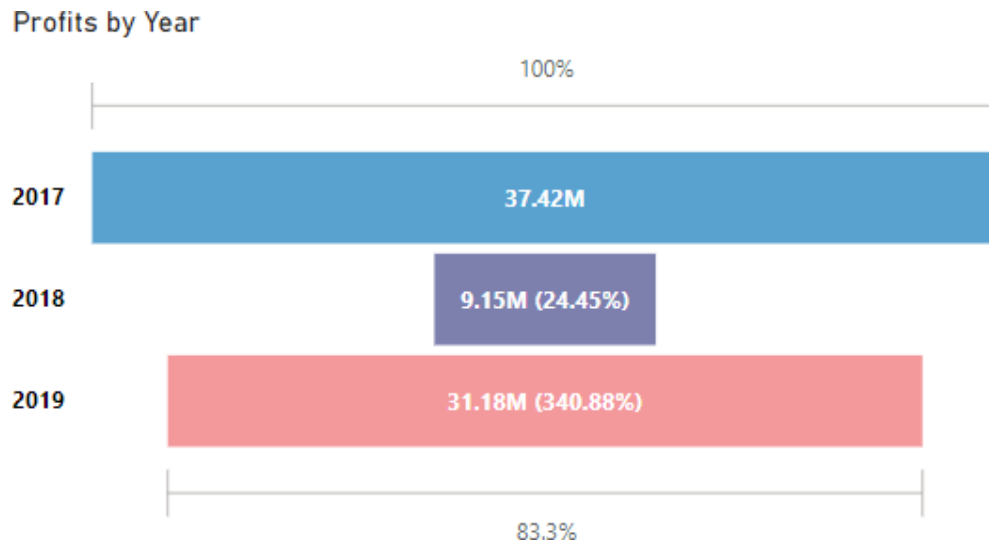 Profits by Year
100%
2017 37.42M
2018 9.15M (24.45%)
2019 31.18M (340.88%)
83.3%